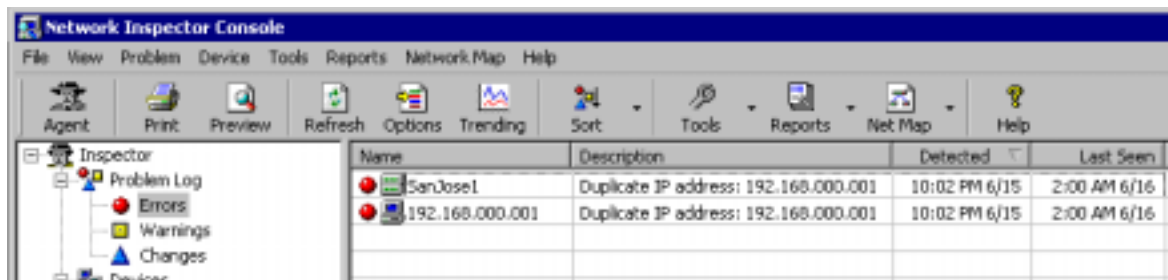 Network Inspector Console
File View Problem Device Tools Reports Network Map Help
Agent Print Preview Refresh Options Trending Sort Tools Reports Net Map Help
Inspector Name Description Detected Last Seen
Problem Log SanJose1 Duplicate IP address: 192.168.000.001 10:02 PM 6/15 2:00 AM 6/16
Errors 192.168.000.001 Duplicate IP address: 192.168.000.001 10:02 PM 6/15 2:00 AM 6/16
Warnings
Changes
Devices